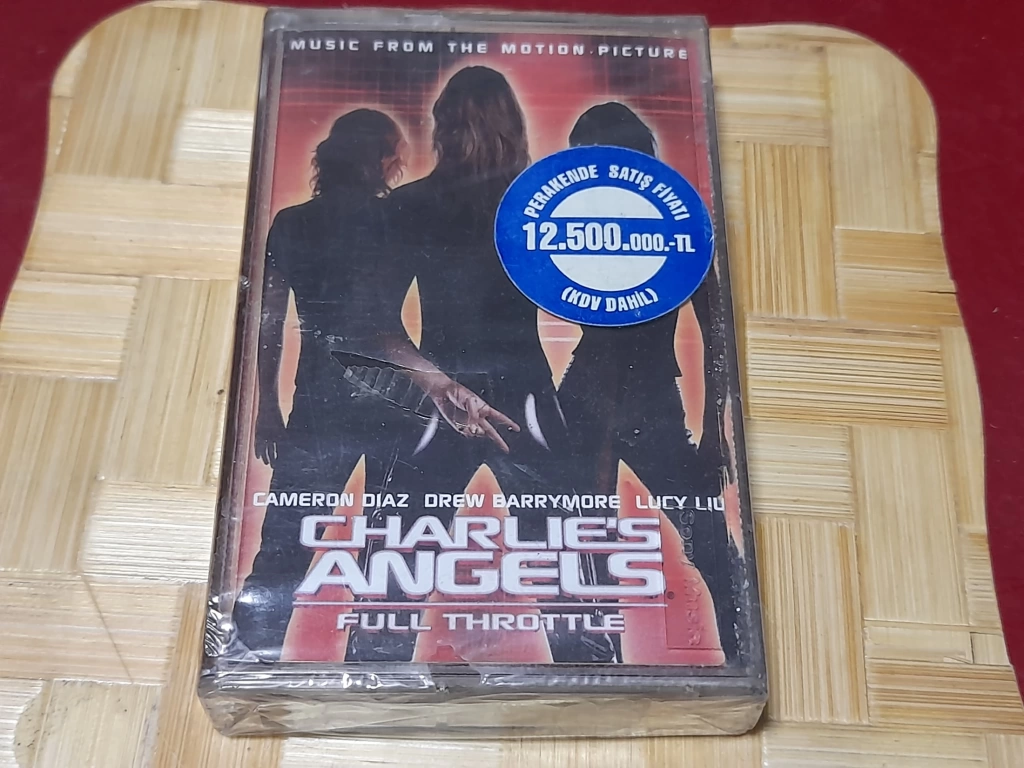 MUSIC FROM THE MOTION PICTURE
PERAKENDE SATIŞ FİYATI
12.500.000.-TL
(KDV DAHİL)
CAMERON DIAZ DREW BARRYMORE LUCY LIU
CHARLIE'S
ANGELS
FULL THROTTLE